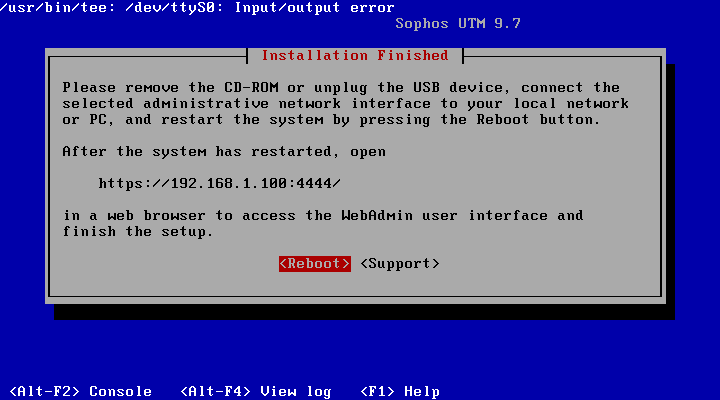 /usr/bin/tee: /dev/ttyS0: Input/output error
Sophos UTM 9.7
Installation Finished
Please remove the CD-ROM or unplug the USB device, connect the
selected administrative network interface to your local network
or PC, and restart the system by pressing the Reboot button.
After the system has restarted, open
https://192.168.1.100:4444/
in a web browser to access the WebAdmin user interface and
finish the setup.
<Reboot> <Support>
<Alt-F2> Console <Alt-F4> View log <F1> Help